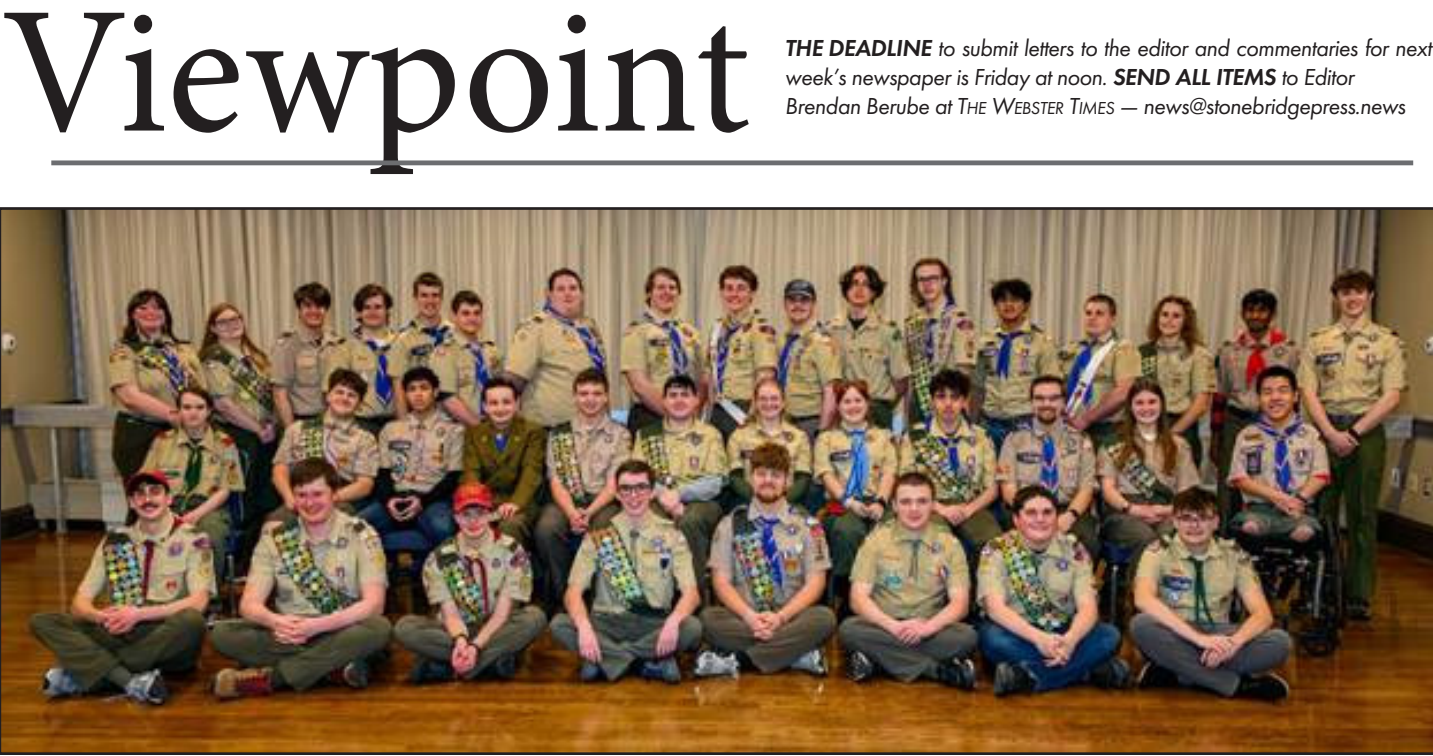 Viewpoint
THE DEADLINE to submit letters to the editor and commentaries for next
week’s newspaper is Friday at noon. SEND ALL ITEMS to Editor
Brendan Berube at THE WEBSTER TIMES — news@stonebridgepress.news